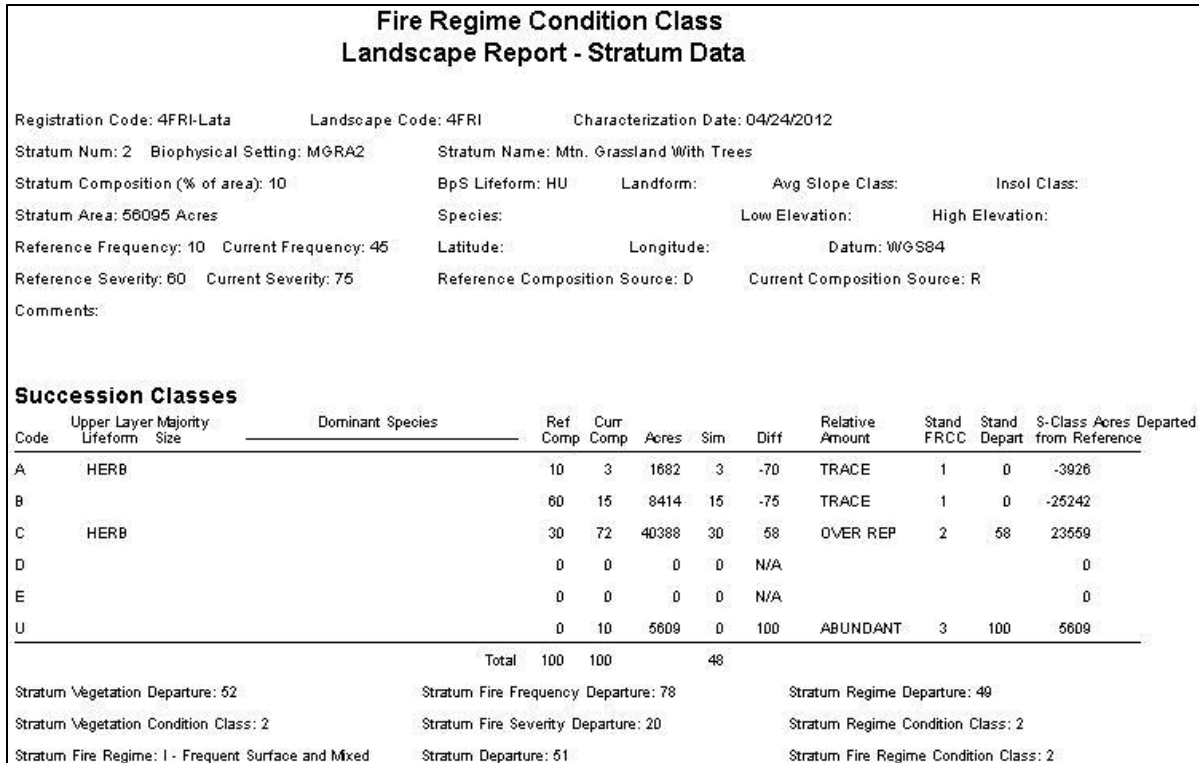 Fire Regime Condition Class
Landscape Report - Stratum Data
Registration Code: 4FRI-Lata Landscape Code: 4FRI Characterization Date: 04/24/2012
Stratum Num: 2 Biophysical Setting: MGRA2 Stratum Name: Mtn. Grassland With Trees
Stratum Composition (% of area): 10 BpS Lifeform: HU Landform: Avg Slope Class: Insol Class:
Stratum Area: 56095 Acres Species: Low Elevation: High Elevation:
Reference Frequency: 10 Current Frequency: 45 Latitude: Longitude: Datum: WGS84
Reference Severity: 60 Current Severity: 75 Reference Composition Source: D Current Composition Source: R
Comments:
Succession Classes
Upper Layer Majority Dominant Species Ref Curr Relative Stand Stand S-Class Acres Departed
Code Lifeform Size Comp Comp Acres Sim Diff Amount FRCC Depart from Reference
A HERB 10 3 1682 3 -70 TRACE 1 0 -3926
B 60 15 8414 15 -75 TRACE 1 0 -25242
C HERB 30 72 40388 30 58 OVER REP 2 58 23559
D 0 0 0 0 N/A 0
E 0 0 0 0 N/A 0
U 0 10 5609 0 100 ABUNDANT 3 100 5609
Total 100 100 48
Stratum Vegetation Departure: 52 Stratum Fire Frequency Departure: 78 Stratum Regime Departure: 49
Stratum Vegetation Condition Class: 2 Stratum Fire Severity Departure: 20 Stratum Regime Condition Class: 2
Stratum Fire Regime: I - Frequent Surface and Mixed Stratum Departure: 51 Stratum Fire Regime Condition Class: 2